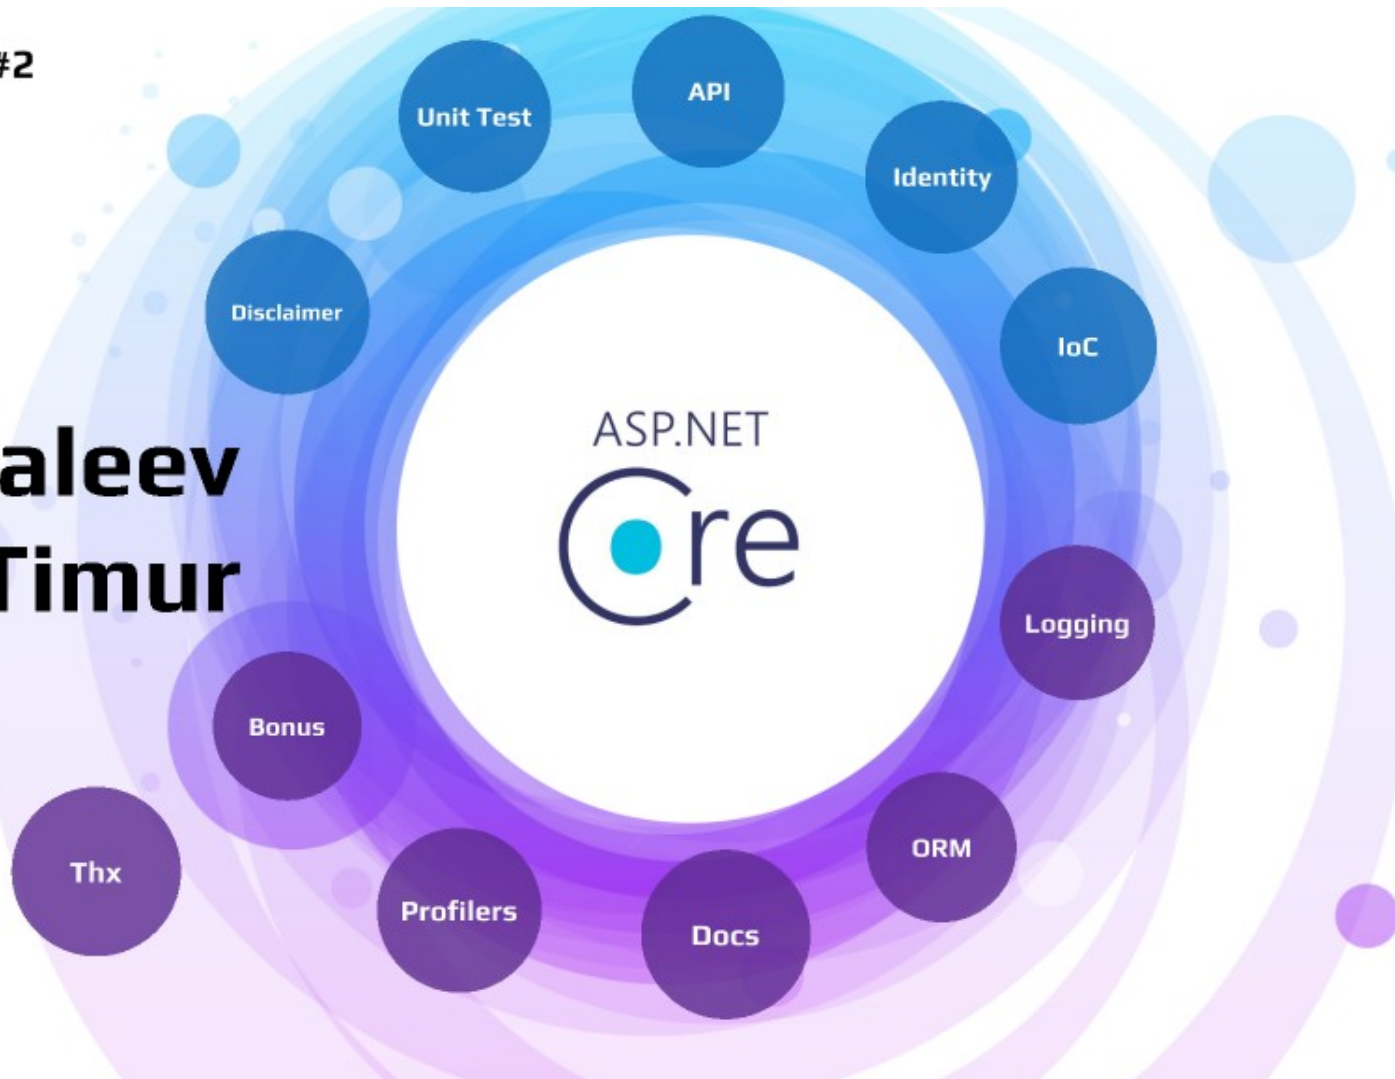 #2
Unit Test
API
Identity
Disclaimer
IoC
ASP.NET
Core
aleev
Timur
Logging
Bonus
ORM
Thx
Profilers
Docs